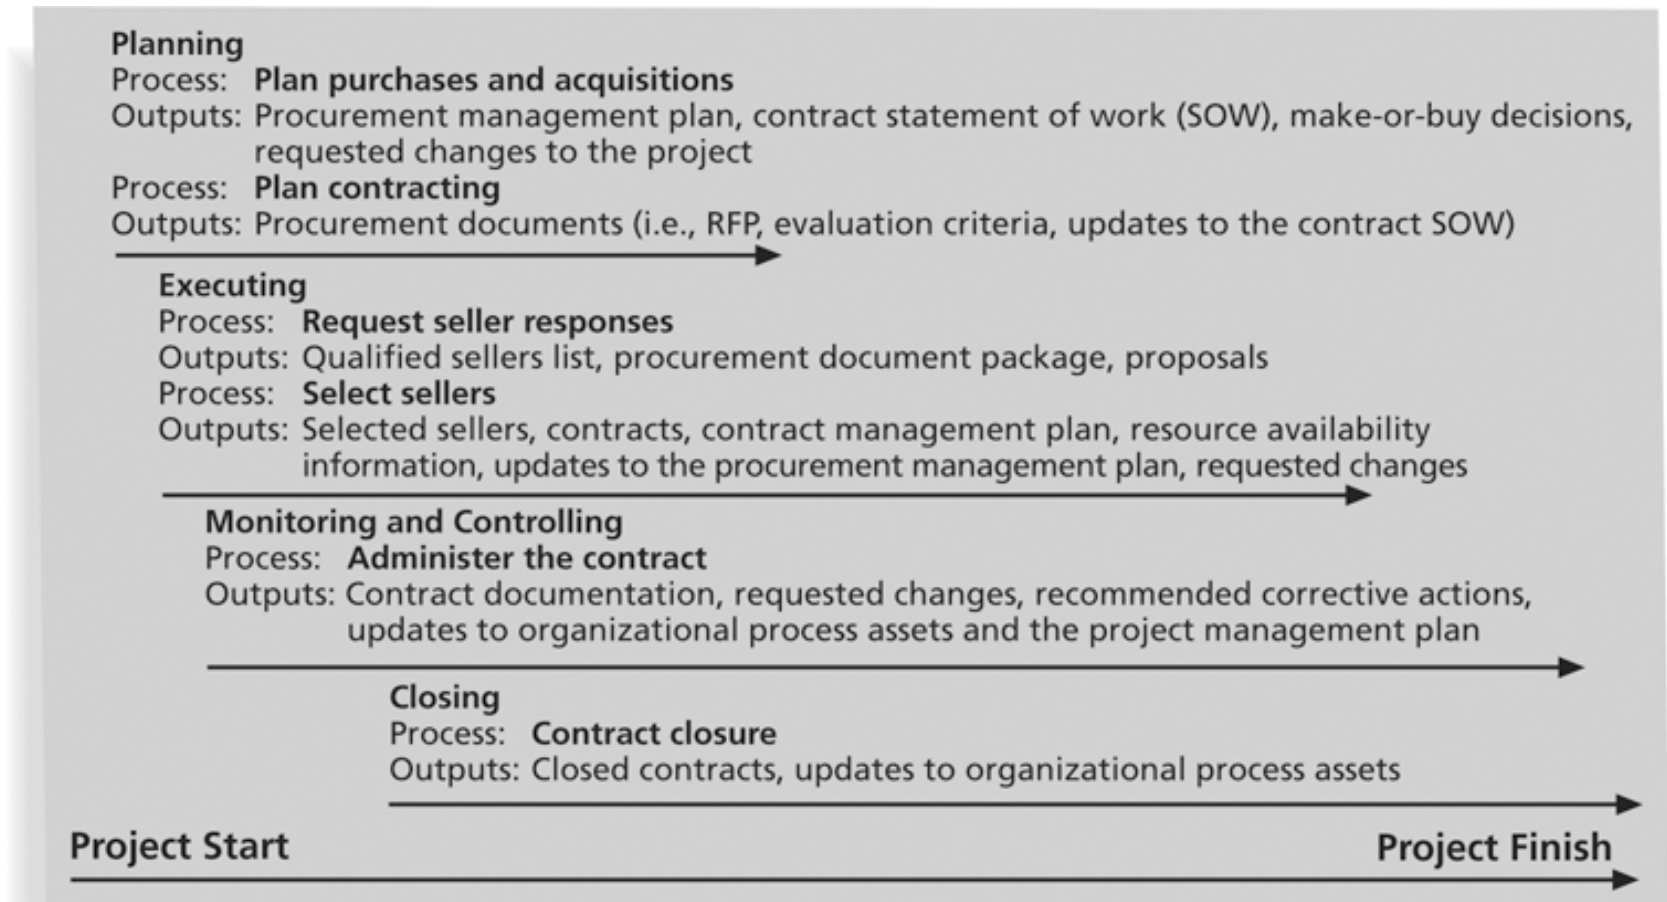 Planning
Process: Plan purchases and acquisitions
Outputs: Procurement management plan, contract statement of work (SOW), make-or-buy decisions,
requested changes to the project
Process: Plan contracting
Outputs: Procurement documents (i.e., RFP, evaluation criteria, updates to the contract SOW)
Executing
Process: Request seller responses
Outputs: Qualified sellers list, procurement document package, proposals
Process: Select sellers
Outputs: Selected sellers, contracts, contract management plan, resource availability
information, updates to the procurement management plan, requested changes
Monitoring and Controlling
Process: Administer the contract
Outputs: Contract documentation, requested changes, recommended corrective actions,
updates to organizational process assets and the project management plan
Closing
Process: Contract closure
Outputs: Closed contracts, updates to organizational process assets
Project Start Project Finish